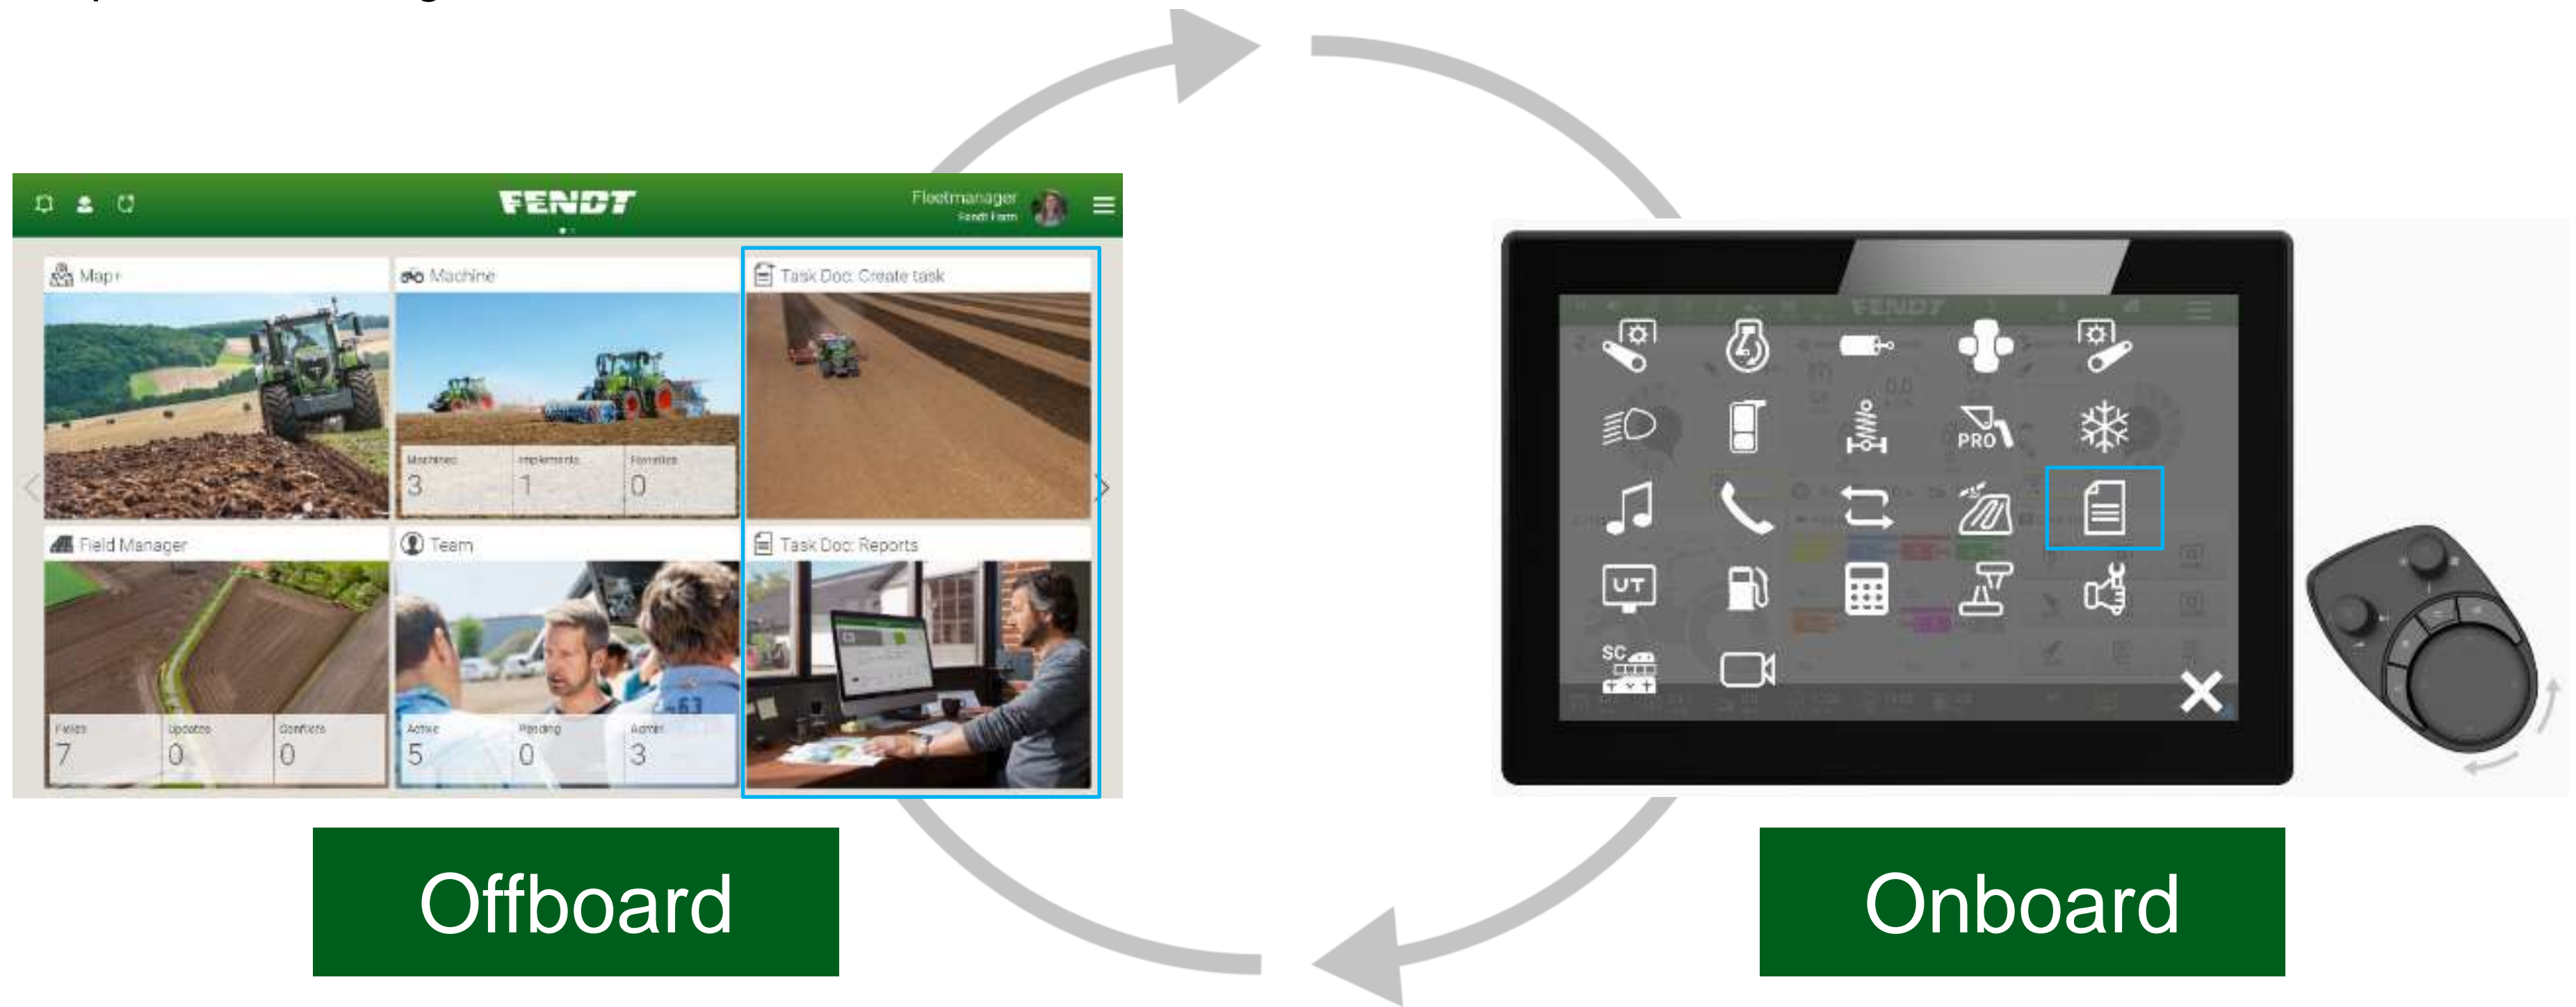 FENDT
Fleetmanager
Fendt Farm
Map+
Machine
Task Doc: Create task
Machines
Implements
Favorites
3
1
0
Field Manager
Team
Task Doc: Reports
Fields
Updates
Conflicts
7
0
0
Active
Pending
Admin
5
0
3
FENDT
PRO
UT
SC
Offboard
Onboard